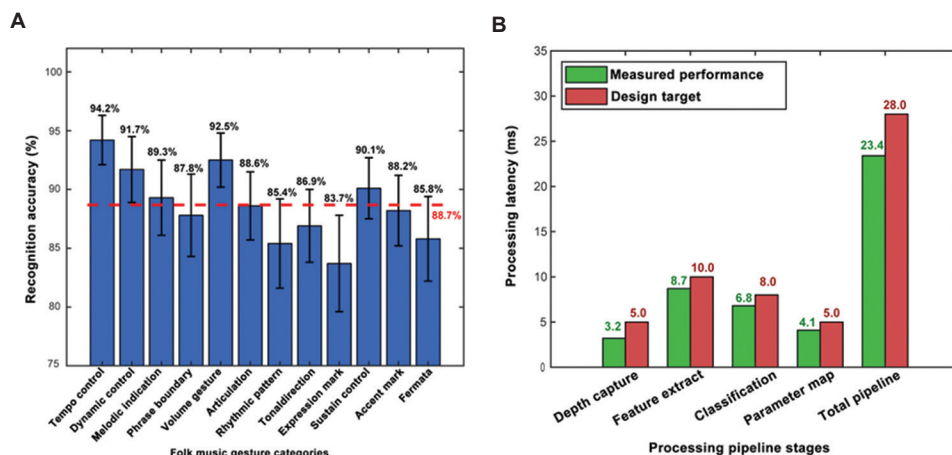 A
Recognition accuracy (%)
100
95
90
85
80
75
94.2%
91.7%
89.3%
87.8%
92.5%
88.6%
85.4%
86.9%
83.7%
90.1%
88.2%
85.8%
88.7%
Tempo control
Dynamic control
Melodic indication
Phrase boundary
Volume gesture
Articulation
Rhythmic pattern
Tonaldirection
Expression mark
Sustain control
Accent mark
Fermata
Folk music gesture categories
B
Processing latency (ms)
35
30
25
20
15
10
5
0
Measured performance
Design target
3.2
5.0
8.7
10.0
6.8
8.0
4.1
5.0
23.4
28.0
Depth capture
Feature extract
Classification
Parameter map
Total pipeline
Processing pipeline stages